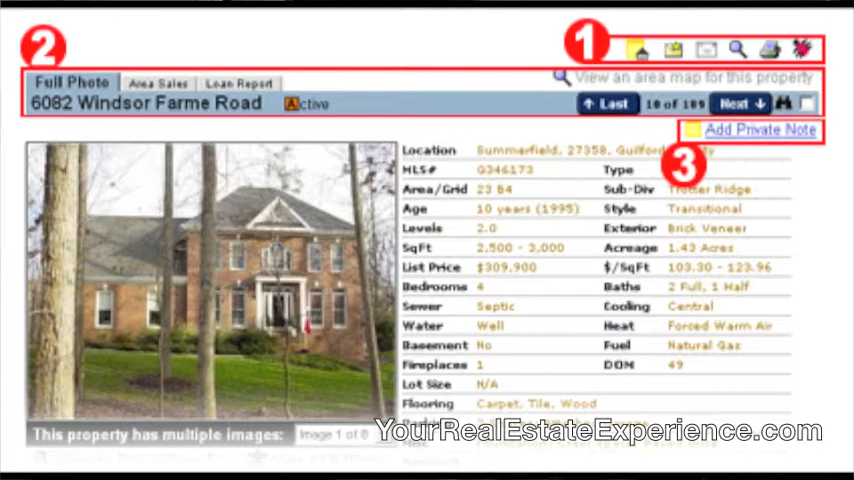 1
2
View an area map for this property
Full Photo Area Sales Loan Report
6082 Windsor Farme Road A Active Last 10 of 109 Next
Add Private Note
3
Location Summerfield, 27358, Guilford
MLS# G346173 Type
Area/Grid 23 B4 Sub-Div Trotter Ridge
Age 10 years (1995) Style Transitional
Levels 2.0 Exterior Brick Veneer
SqFt 2,500 - 3,000 Acreage 1.43 Acres
List Price $309,900 $/SqFt 103.30 - 123.96
Bedrooms 4 Baths 2 Full, 1 Half
Sewer Septic Cooling Central
Water Well Heat Forced Warm Air
Basement No Fuel Natural Gas
Fireplaces 1 DOM 49
Lot Size N/A
Flooring Carpet, Tile, Wood
This property has multiple images: Image 1 of 8
YourRealEstateExperience.com